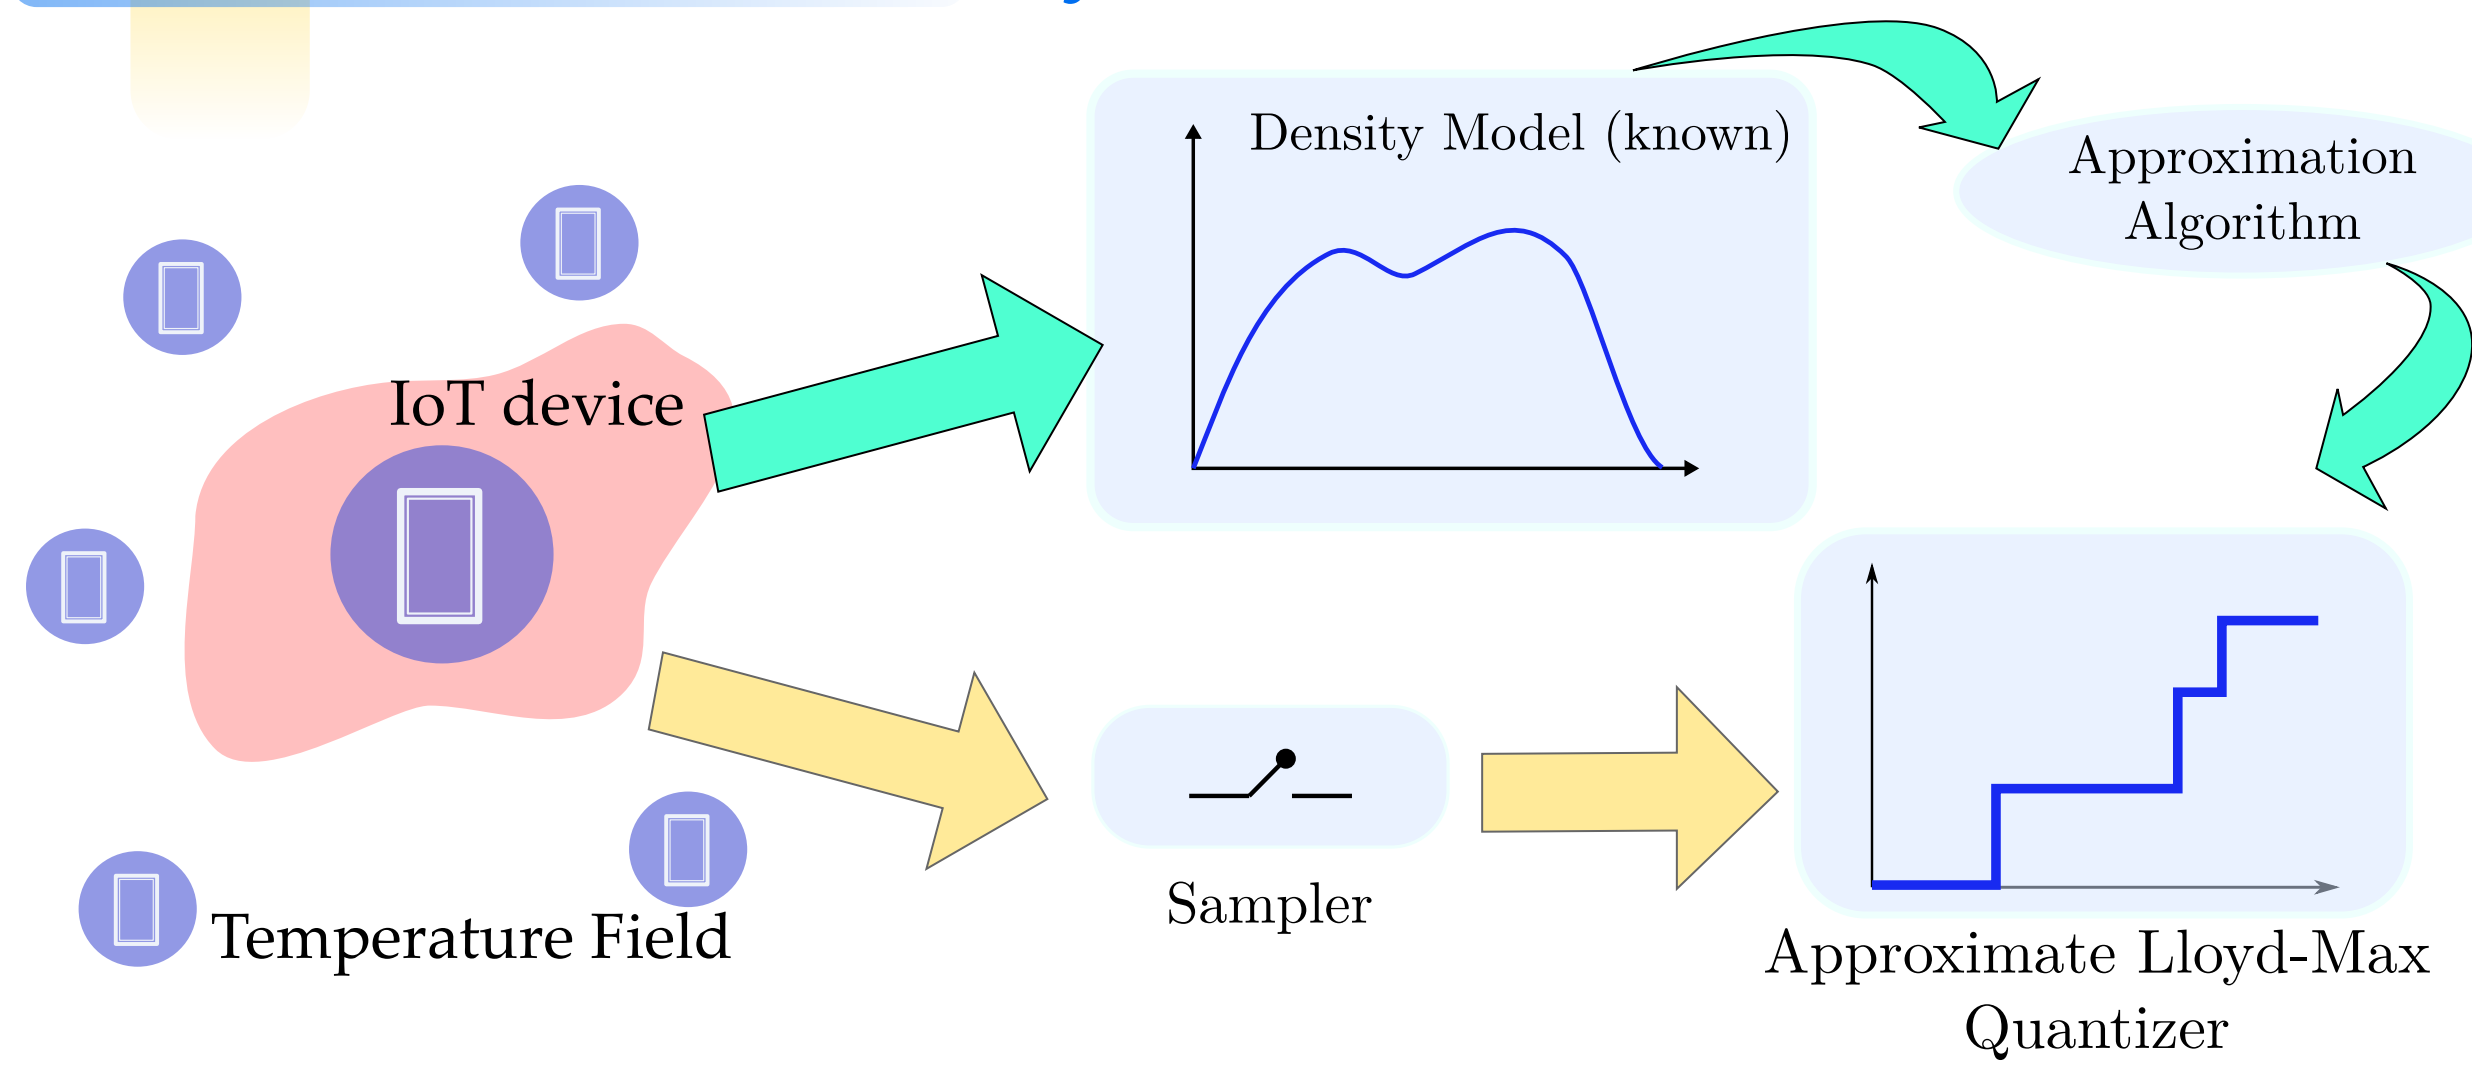 Density Model (known)
Approximation
Algorithm
IoT device
Sampler
Temperature Field
Approximate Lloyd-Max
Quantizer